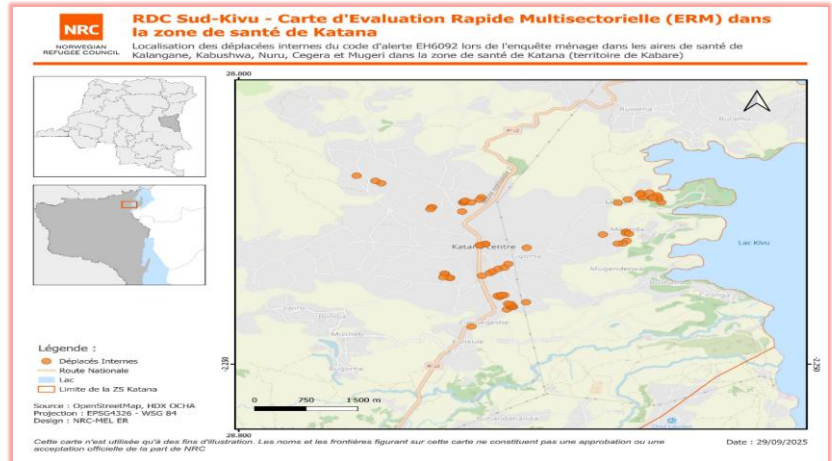 NRC
NORWEGIAN
REFUGEE COUNCIL
RDC Sud-Kivu - Carte d'Evaluation Rapide Multisectorielle (ERM) dans
la zone de santé de Katana
Localisation des déplacées internes du code d'alerte EH6092 lors de l'enquête ménage dans les aires de santé de
Kalangane, Kabushwa, Nuru, Cegera et Mugeri dans la zone de santé de Katana (territoire de Kabare)
28.800
Lac Kivu
Centre
-2.250
Légende :
Déplacés Internes
Route Nationale
Lac
Limite de la ZS Katana
0 750 1 500 m
Source : OpenStreetMap, HDX OCHA
Projection : EPSG4326 - WSG 84
Design : NRC-MEL ER
28.800
Cette carte n'est utilisée qu'à des fins d'illustration. Les noms et les frontières figurant sur cette carte ne constituent pas une approbation ou une
acceptation officielle de la part de NRC
Date : 29/09/2025